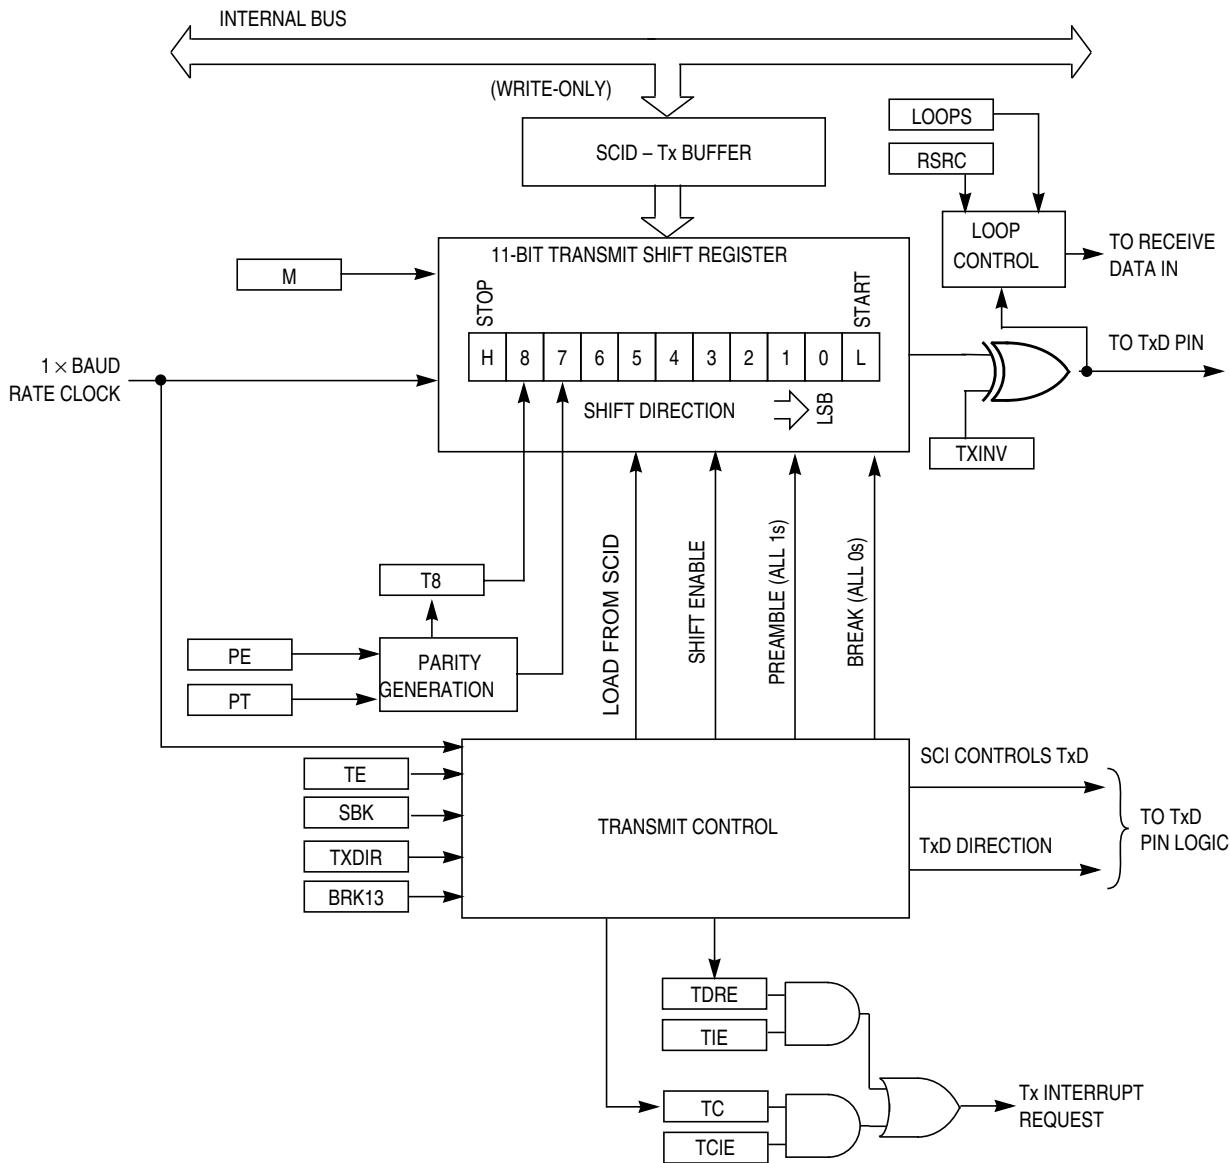 INTERNAL BUS
(WRITE-ONLY)
SCID – Tx BUFFER
LOOPS
RSRC
LOOP
CONTROL
TO RECEIVE
DATA IN
11-BIT TRANSMIT SHIFT REGISTER
M
STOP
START
H 8 7 6 5 4 3 2 1 0 L
1 × BAUD
RATE CLOCK
SHIFT DIRECTION
LSB
TO TxD PIN
TXINV
LOAD FROM SCID
SHIFT ENABLE
PREAMBLE (ALL 1s)
BREAK (ALL 0s)
T8
PE
PT
PARITY
GENERATION
TE
SBK
TXDIR
BRK13
TRANSMIT CONTROL
SCI CONTROLS TxD
TxD DIRECTION
TO TxD
PIN LOGIC
TDRE
TIE
TC
TCIE
Tx INTERRUPT
REQUEST